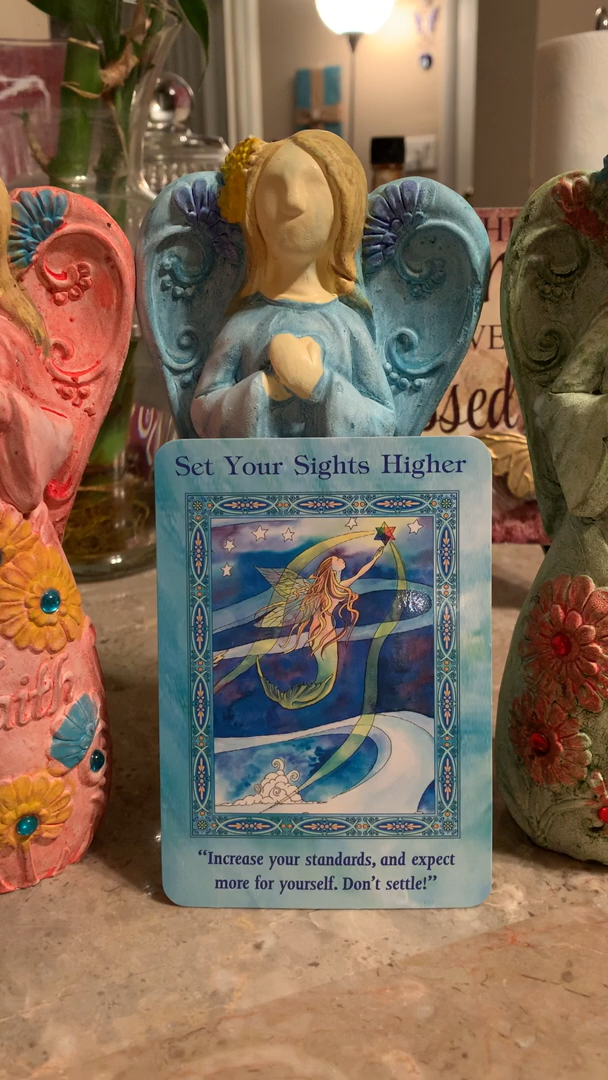 Set Your Sights Higher
“Increase your standards, and expect
more for yourself. Don’t settle!”
faith